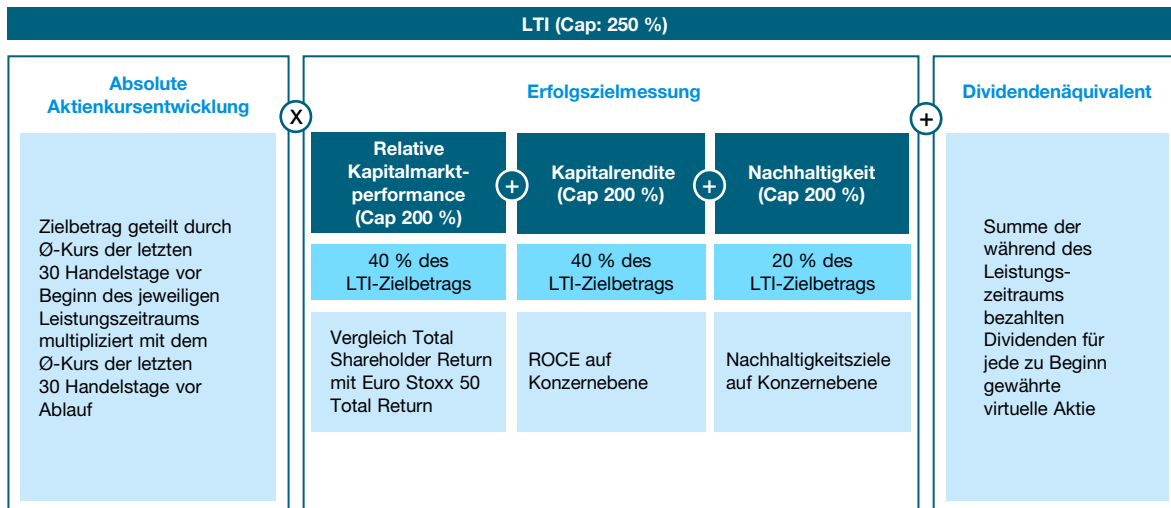 LTI (Cap: 250 %)
Absolute
Aktienkursentwicklung
Zielbetrag geteilt durch
Ø-Kurs der letzten
30 Handelstage vor
Beginn des jeweiligen
Leistungszeitraums
multipliziert mit dem
Ø-Kurs der letzten
30 Handelstage vor
Ablauf
X
Erfolgszielmessung
Relative
Kapitalmarkt-
performance
(Cap 200 %)
40 % des
LTI-Zielbetrags
Vergleich Total
Shareholder Return
mit Euro Stoxx 50
Total Return
+
Kapitalrendite
(Cap 200 %)
40 % des
LTI-Zielbetrags
ROCE auf
Konzernebene
+
Nachhaltigkeit
(Cap 200 %)
20 % des
LTI-Zielbetrags
Nachhaltigkeitsziele
auf Konzernebene
+
Dividendenäquivalent
Summe der
während des
Leistungs-
zeitraums
bezahlten
Dividenden für
jede zu Beginn
gewährte
virtuelle Aktie